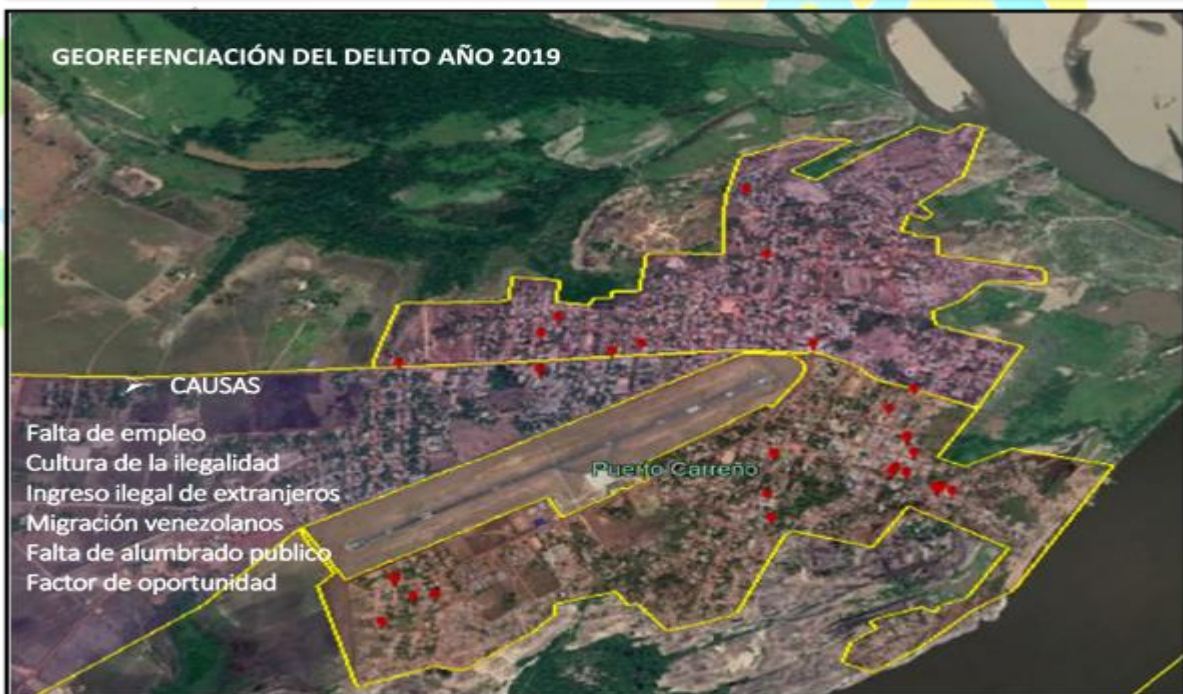 GEOREFENCIACIÓN DEL DELITO AÑO 2019
CAUSAS
Falta de empleo
Cultura de la ilegalidad
Ingreso ilegal de extranjeros
Migración venezolanos
Falta de alumbrado publico
Factor de oportunidad
Puerto Carreño